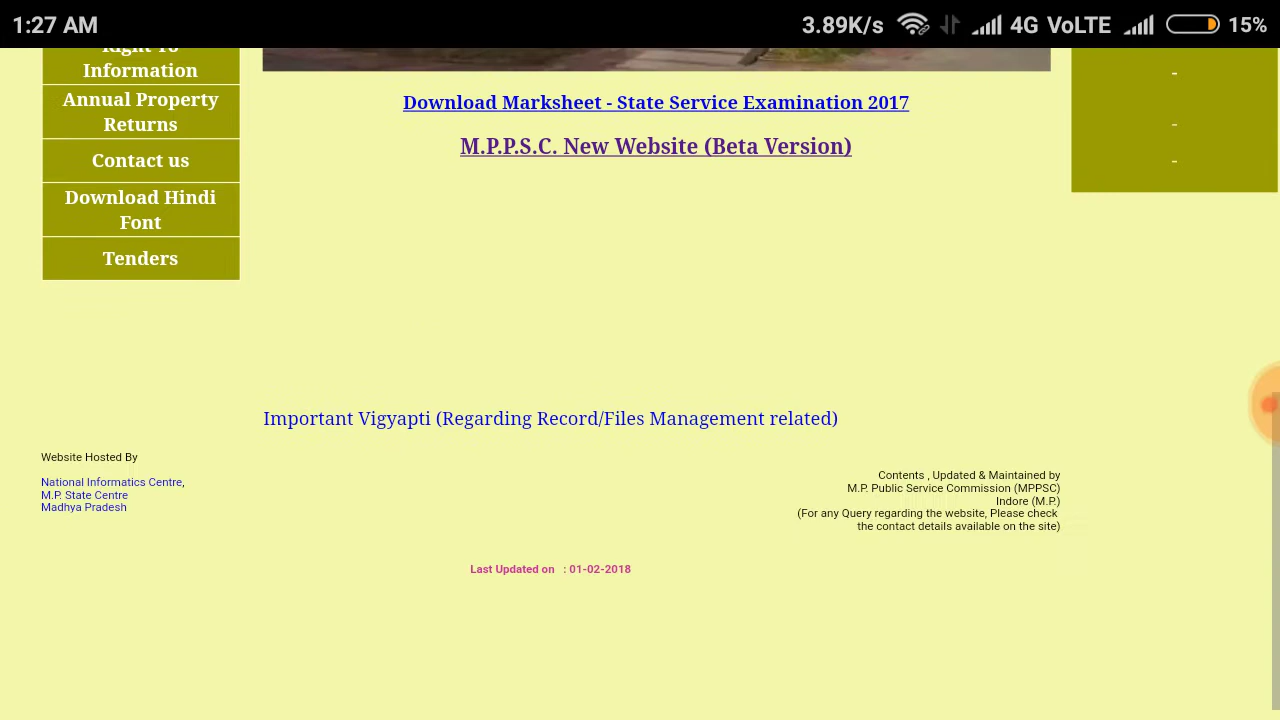 1:27 AM 3.89K/s 4G VoLTE 15%
Right To
Information
Annual Property
Returns
Contact us
Download Hindi
Font
Tenders
Download Marksheet - State Service Examination 2017
M.P.P.S.C. New Website (Beta Version)
-
-
-
Important Vigyapti (Regarding Record/Files Management related)
Website Hosted By
National Informatics Centre,
M.P. State Centre
Madhya Pradesh
Contents , Updated & Maintained by
M.P. Public Service Commission (MPPSC)
Indore (M.P.)
(For any Query regarding the website, Please check
the contact details available on the site)
Last Updated on : 01-02-2018